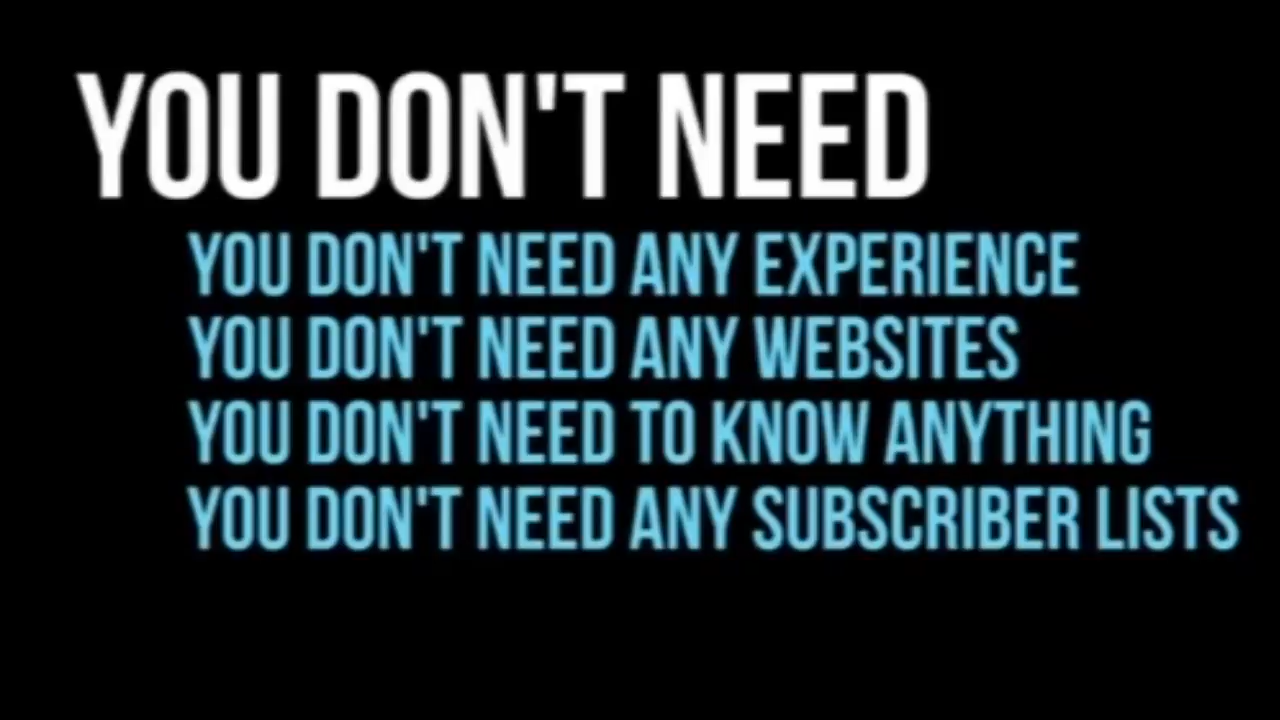 YOU DON'T NEED
YOU DON'T NEED ANY EXPERIENCE
YOU DON'T NEED ANY WEBSITES
YOU DON'T NEED TO KNOW ANYTHING
YOU DON'T NEED ANY SUBSCRIBER LISTS